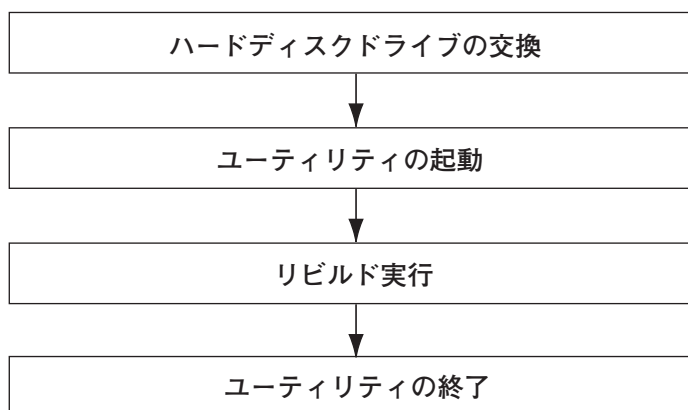 ハードディスクドライブの交換
ユーティリティの起動
リビルド実行
ユーティリティの終了